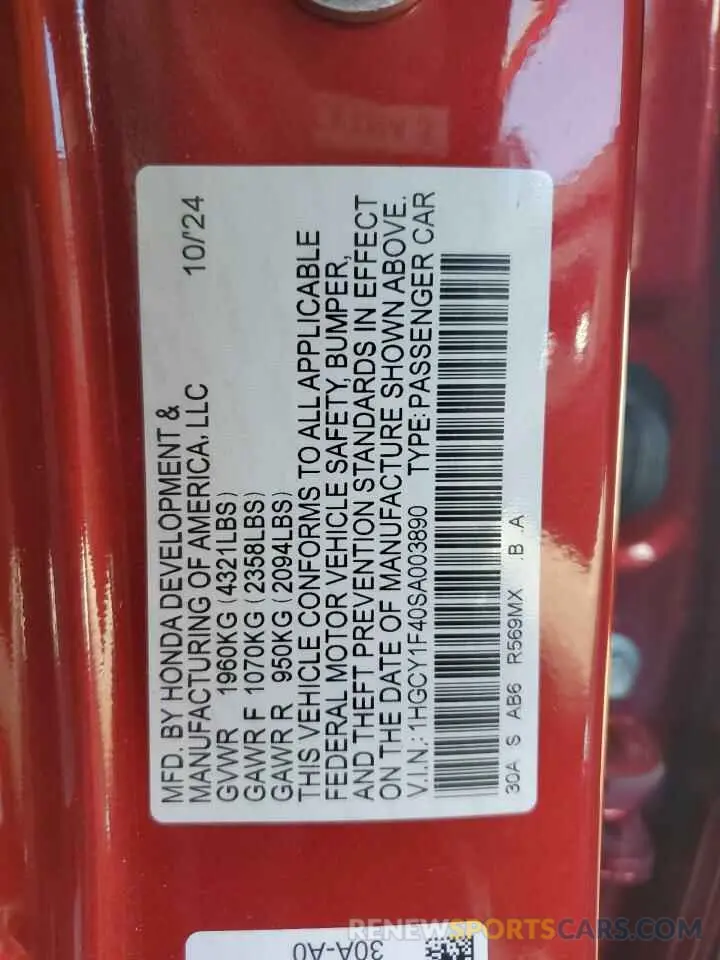 MFD. BY HONDA DEVELOPMENT &
MANUFACTURING OF AMERICA, LLC 10/'24
GVWR 1960KG (4321LBS)
GAWR F 1070KG (2358LBS)
GAWR R 950KG (2094LBS)
THIS VEHICLE CONFORMS TO ALL APPLICABLE
FEDERAL MOTOR VEHICLE SAFETY, BUMPER,
AND THEFT PREVENTION STANDARDS IN EFFECT
ON THE DATE OF MANUFACTURE SHOWN ABOVE.
V.I.N.: 1HGCY1F40SA003890 TYPE: PASSENGER CAR
30A S AB6 R569MX .B .A
30A-A0
RENEWSPORTSCARS.COM